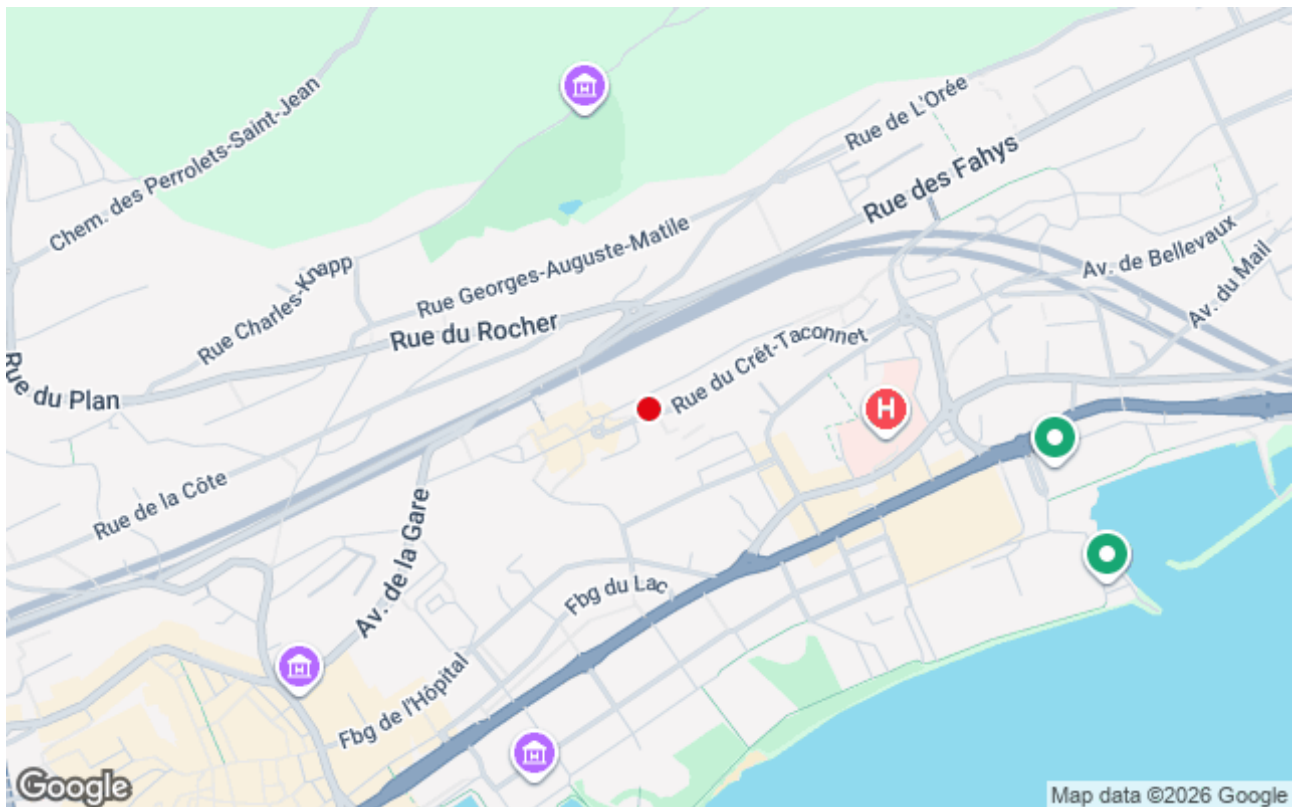 Chem. des Perrolets-Saint-Jean
Rue de L'Orée
Rue des Fahys
Rue Georges-Auguste-Matile
Rue Charles-Knapp
Av. de Bellevaux
Av. du Mail
Rue du Rocher
Rue du Crêt-Taconnet
Rue du Plan
H
Rue de la Côte
Av. de la Gare
Fbg du Lac
Fbg de l'Hôpital
Google
Map data ©2026 Google